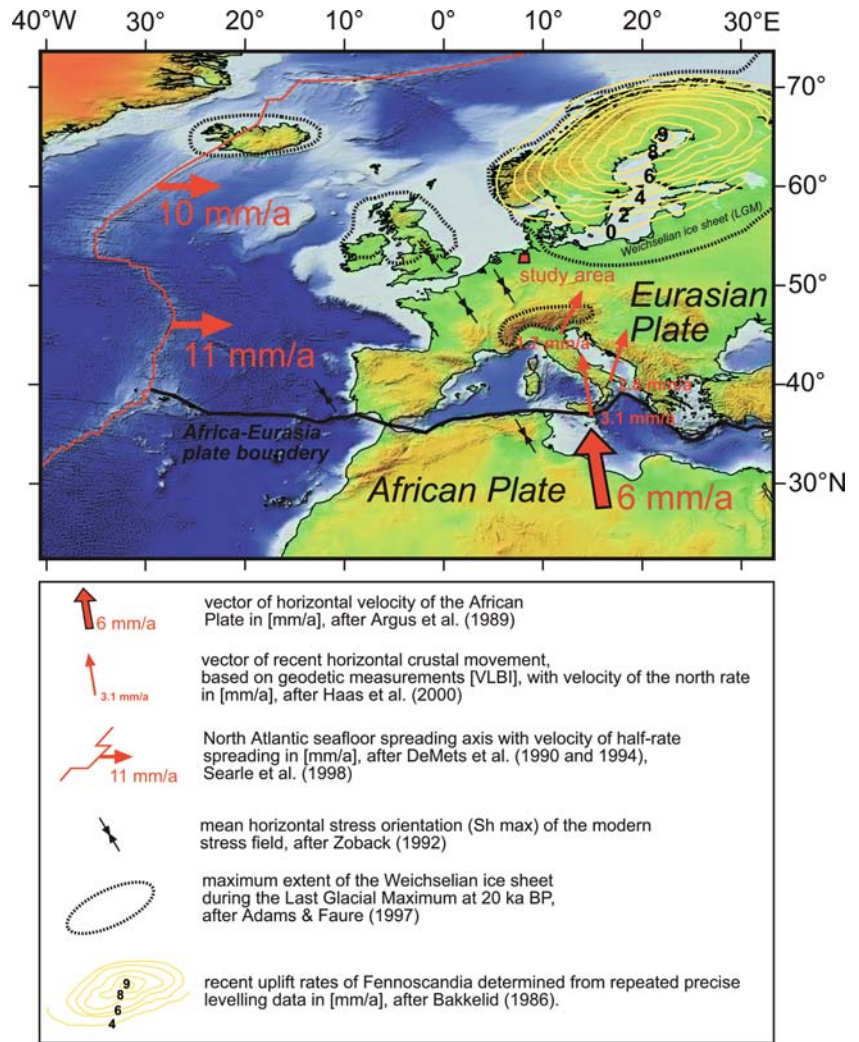 40°W 30° 20° 10° 0° 10° 20° 30°E
70°
60°
50°
40°
30°N
10 mm/a
11 mm/a
9
8
6
4
2
0
Weichselian ice sheet (LGM)
study area
Eurasian
Plate
1.7 mm/a
2.8 mm/a
3.1 mm/a
Africa-Eurasia
plate boundery
African Plate
6 mm/a
6 mm/a
vector of horizontal velocity of the African
Plate in [mm/a], after Argus et al. (1989)
3.1 mm/a
vector of recent horizontal crustal movement,
based on geodetic measurements [VLBI], with velocity of the north rate
in [mm/a], after Haas et al. (2000)
11 mm/a
North Atlantic seafloor spreading axis with velocity of half-rate
spreading in [mm/a], after DeMets et al. (1990 and 1994),
Searle et al. (1998)
mean horizontal stress orientation (Sh max) of the modern
stress field, after Zoback (1992)
maximum extent of the Weichselian ice sheet
during the Last Glacial Maximum at 20 ka BP,
after Adams & Faure (1997)
9
8
6
4
recent uplift rates of Fennoscandia determined from repeated precise
levelling data in [mm/a], after Bakkelid (1986).